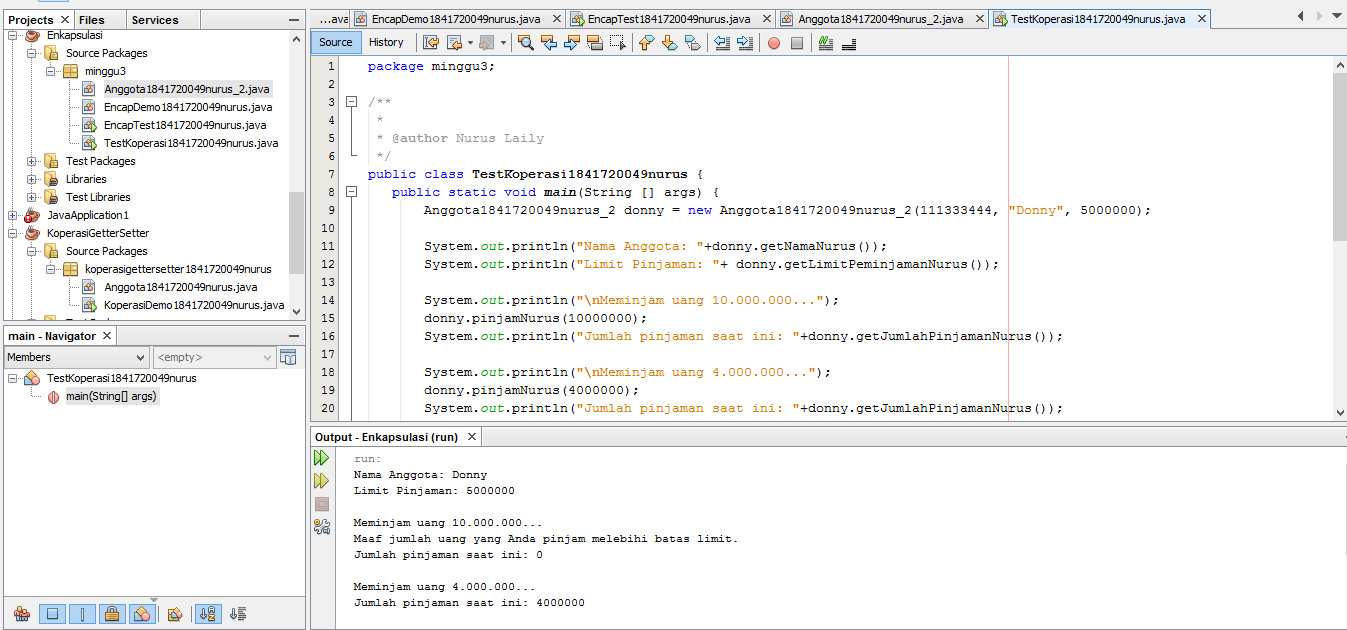 Projects Files Services
Enkapsulasi
Source Packages
minggu3
Anggota1841720049nurus_2.java
EncapDemo1841720049nurus.java
EncapTest1841720049nurus.java
TestKoperasi1841720049nurus.java
Test Packages
Libraries
Test Libraries
JavaApplication1
KoperasiGetterSetter
Source Packages
koperasigettersetter1841720049nurus
Anggota1841720049nurus.java
KoperasiDemo1841720049nurus.java
main - Navigator
Members <empty>
TestKoperasi1841720049nurus
main(String[] args)
...ava EncapDemo1841720049nurus.java EncapTest1841720049nurus.java Anggota1841720049nurus_2.java TestKoperasi1841720049nurus.java
Source History
1 package minggu3;
2
3 /**
4 *
5 * @author Nurus Laily
6 */
7 public class TestKoperasi1841720049nurus {
8 public static void main(String [] args) {
9 Anggota1841720049nurus_2 donny = new Anggota1841720049nurus_2(111333444, "Donny", 5000000);
10
11 System.out.println("Nama Anggota: "+donny.getNamaNurus());
12 System.out.println("Limit Pinjaman: "+ donny.getLimitPeminjamanNurus());
13
14 System.out.println("\nMeminjam uang 10.000.000...");
15 donny.pinjamNurus(10000000);
16 System.out.println("Jumlah pinjaman saat ini: "+donny.getJumlahPinjamanNurus());
17
18 System.out.println("\nMeminjam uang 4.000.000...");
19 donny.pinjamNurus(4000000);
20 System.out.println("Jumlah pinjaman saat ini: "+donny.getJumlahPinjamanNurus());
Output - Enkapsulasi (run)
run:
Nama Anggota: Donny
Limit Pinjaman: 5000000
Meminjam uang 10.000.000...
Maaf jumlah uang yang Anda pinjam melebihi batas limit.
Jumlah pinjaman saat ini: 0
Meminjam uang 4.000.000...
Jumlah pinjaman saat ini: 4000000